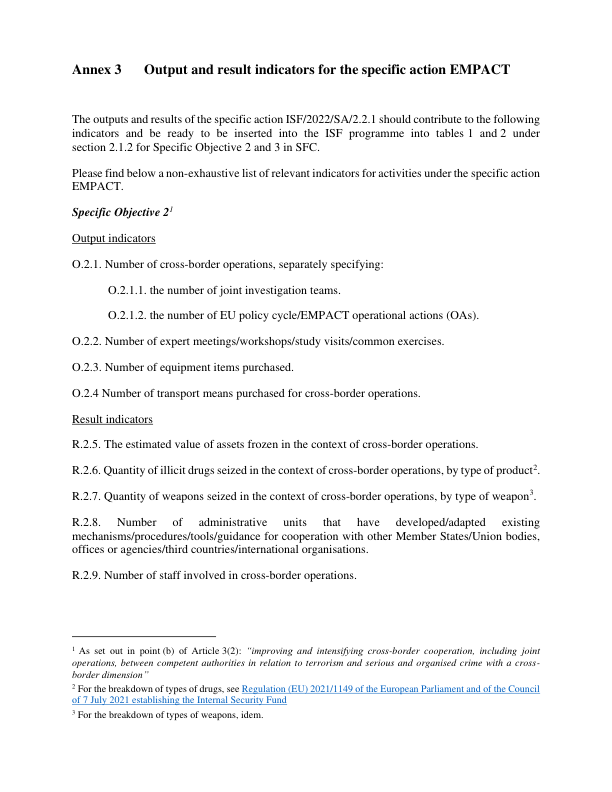 Annex 3 Output and result indicators for the specific action EMPACT
The outputs and results of the specific action ISF/2022/SA/2.2.1 should contribute to the following
indicators and be ready to be inserted into the ISF programme into tables 1 and 2 under
section 2.1.2 for Specific Objective 2 and 3 in SFC.
Please find below a non-exhaustive list of relevant indicators for activities under the specific action
EMPACT.
Specific Objective 2¹
Output indicators
O.2.1. Number of cross-border operations, separately specifying:
O.2.1.1. the number of joint investigation teams.
O.2.1.2. the number of EU policy cycle/EMPACT operational actions (OAs).
O.2.2. Number of expert meetings/workshops/study visits/common exercises.
O.2.3. Number of equipment items purchased.
O.2.4 Number of transport means purchased for cross-border operations.
Result indicators
R.2.5. The estimated value of assets frozen in the context of cross-border operations.
R.2.6. Quantity of illicit drugs seized in the context of cross-border operations, by type of product².
R.2.7. Quantity of weapons seized in the context of cross-border operations, by type of weapon³.
R.2.8. Number of administrative units that have developed/adapted existing
mechanisms/procedures/tools/guidance for cooperation with other Member States/Union bodies,
offices or agencies/third countries/international organisations.
R.2.9. Number of staff involved in cross-border operations.
¹ As set out in point (b) of Article 3(2): “improving and intensifying cross-border cooperation, including joint
operations, between competent authorities in relation to terrorism and serious and organised crime with a cross-
border dimension”
² For the breakdown of types of drugs, see Regulation (EU) 2021/1149 of the European Parliament and of the Council
of 7 July 2021 establishing the Internal Security Fund
³ For the breakdown of types of weapons, idem.